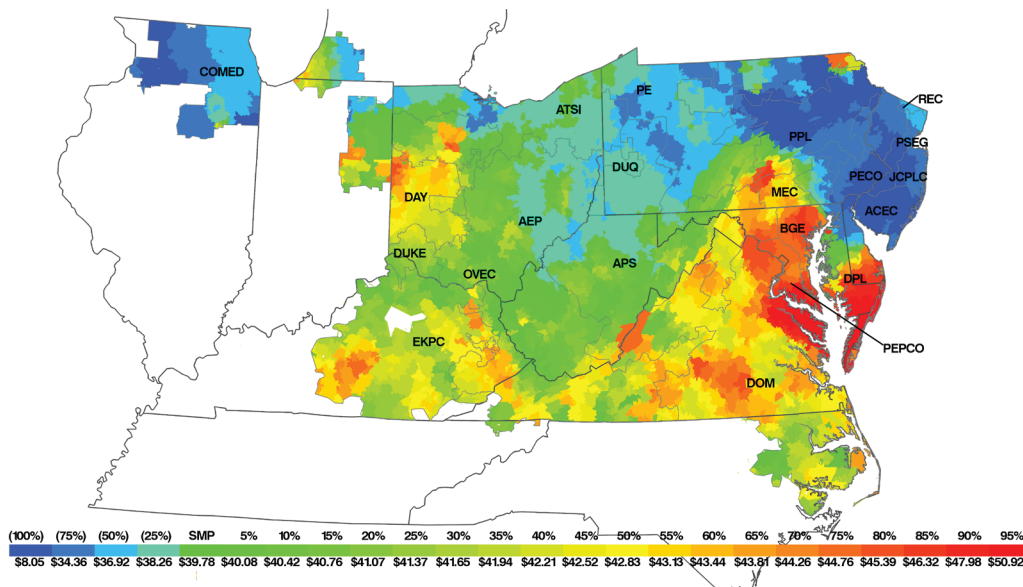 COMED
PE
REC
ATSI
PPL
PSEG
DUQ
PECO
JCPLC
DAY
MEC
ACEC
AEP
BGE
DUKE
OVEC
APS
DPL
EKPC
PEPCO
DOM
(100%) (75%) (50%) (25%) SMP 5% 10% 15% 20% 25% 30% 35% 40% 45% 50% 55% 60% 65% 70% 75% 80% 85% 90% 95%
$8.05 $34.36 $36.92 $38.26 $39.78 $40.08 $40.42 $40.76 $41.07 $41.37 $41.65 $41.94 $42.21 $42.52 $42.83 $43.13 $43.44 $43.81 $44.26 $44.76 $45.39 $46.32 $47.98 $50.92